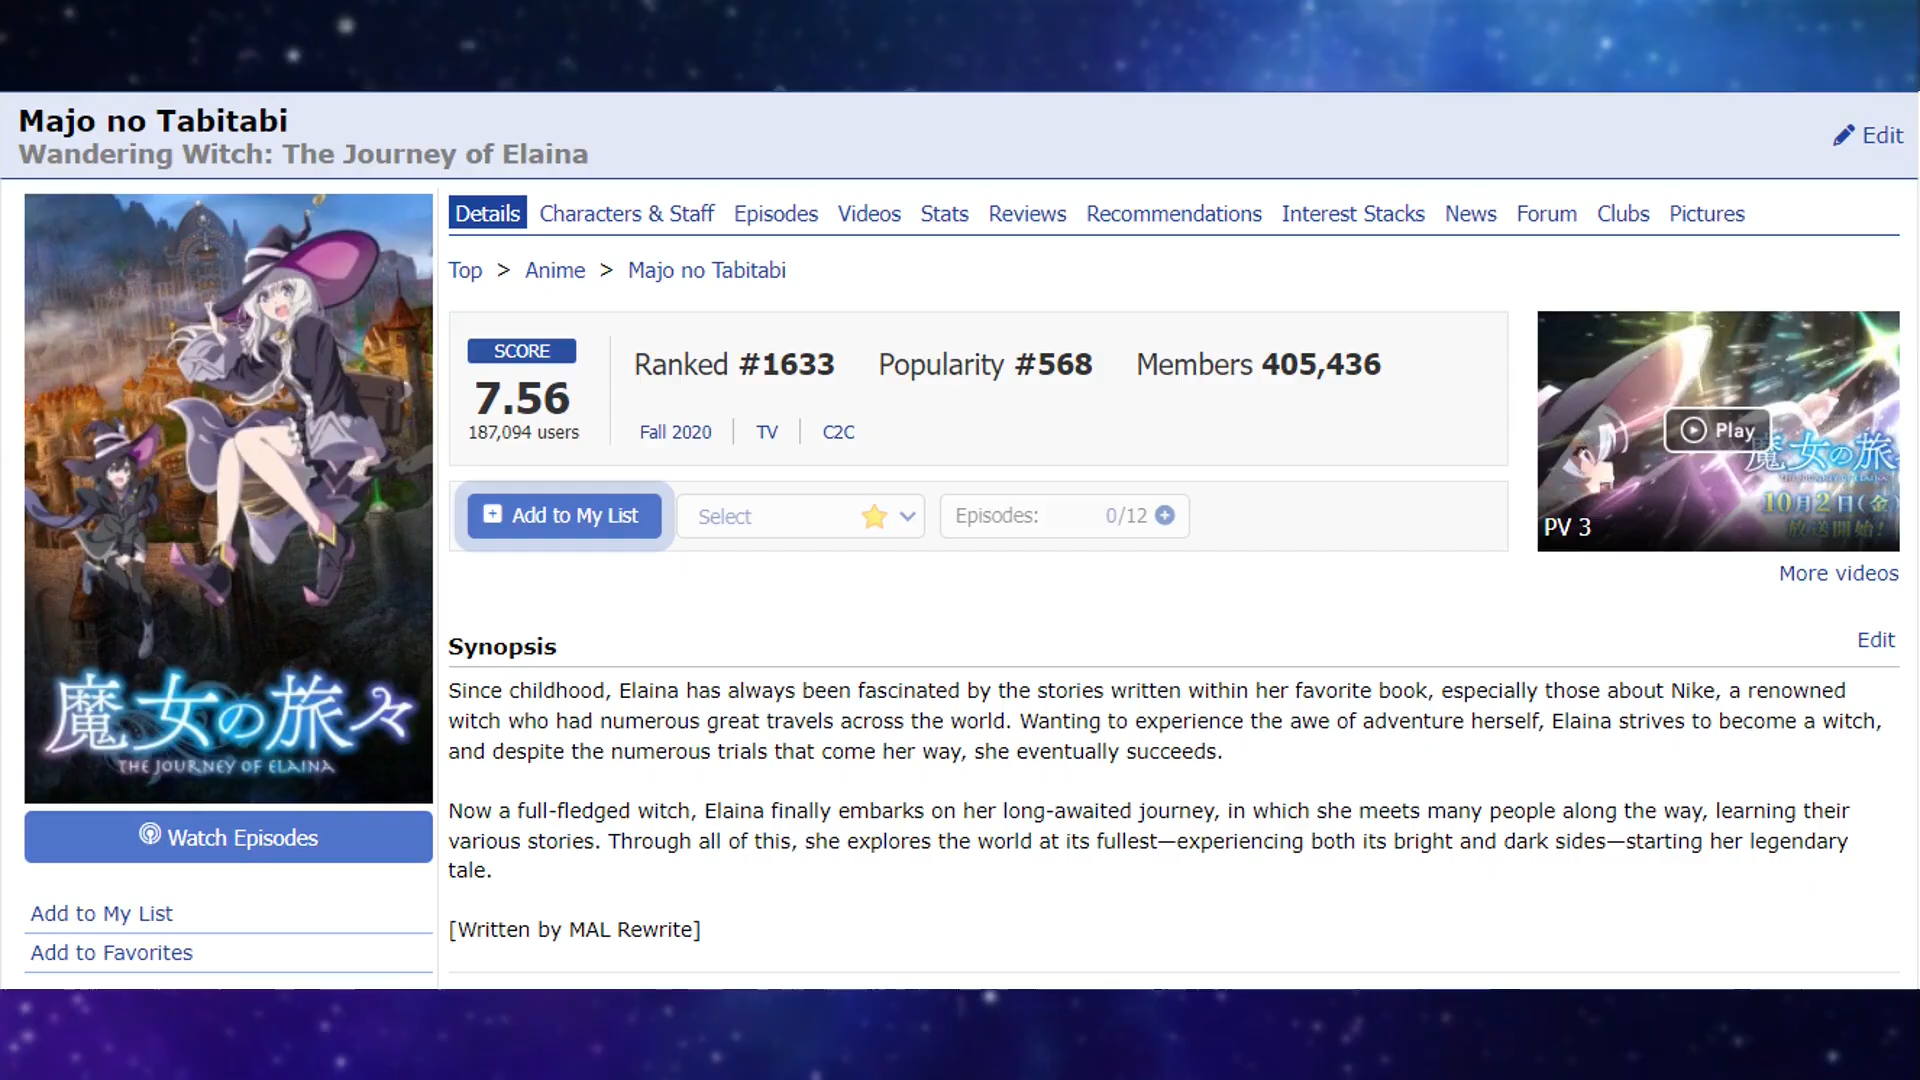 Majo no Tabitabi
Wandering Witch: The Journey of Elaina
Edit
Details Characters & Staff Episodes Videos Stats Reviews Recommendations Interest Stacks News Forum Clubs Pictures
Top > Anime > Majo no Tabitabi
SCORE
7.56
187,094 users
Ranked #1633 Popularity #568 Members 405,436
Fall 2020 TV C2C
Add to My List
Select
Episodes: 0/12
Play
魔女の旅
THE JOURNEY OF ELAINA
10月2日(金)
放送開始!
PV 3
More videos
魔女の旅々
THE JOURNEY OF ELAINA
Watch Episodes
Add to My List
Add to Favorites
Synopsis
Edit
Since childhood, Elaina has always been fascinated by the stories written within her favorite book, especially those about Nike, a renowned
witch who had numerous great travels across the world. Wanting to experience the awe of adventure herself, Elaina strives to become a witch,
and despite the numerous trials that come her way, she eventually succeeds.
Now a full-fledged witch, Elaina finally embarks on her long-awaited journey, in which she meets many people along the way, learning their
various stories. Through all of this, she explores the world at its fullest—experiencing both its bright and dark sides—starting her legendary
tale.
[Written by MAL Rewrite]